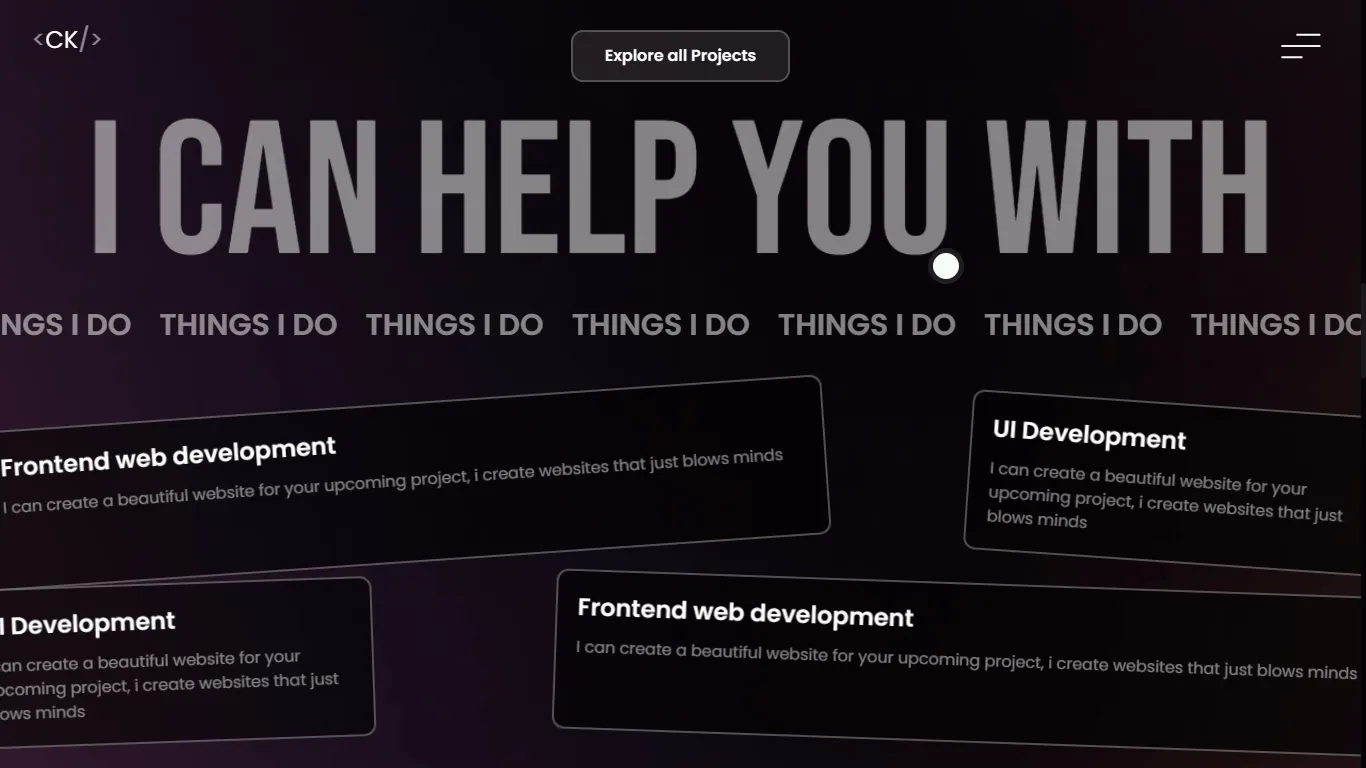 <CK/>
Explore all Projects
I CAN HELP YOU WITH
NGS I DO THINGS I DO THINGS I DO THINGS I DO THINGS I DO THINGS I DO THINGS I DO
Frontend web development
I can create a beautiful website for your upcoming project, i create websites that just blows minds
UI Development
I can create a beautiful website for your
upcoming project, i create websites that just
blows minds
I Development
can create a beautiful website for your
pcoming project, i create websites that just
ows minds
Frontend web development
I can create a beautiful website for your upcoming project, i create websites that just blows minds